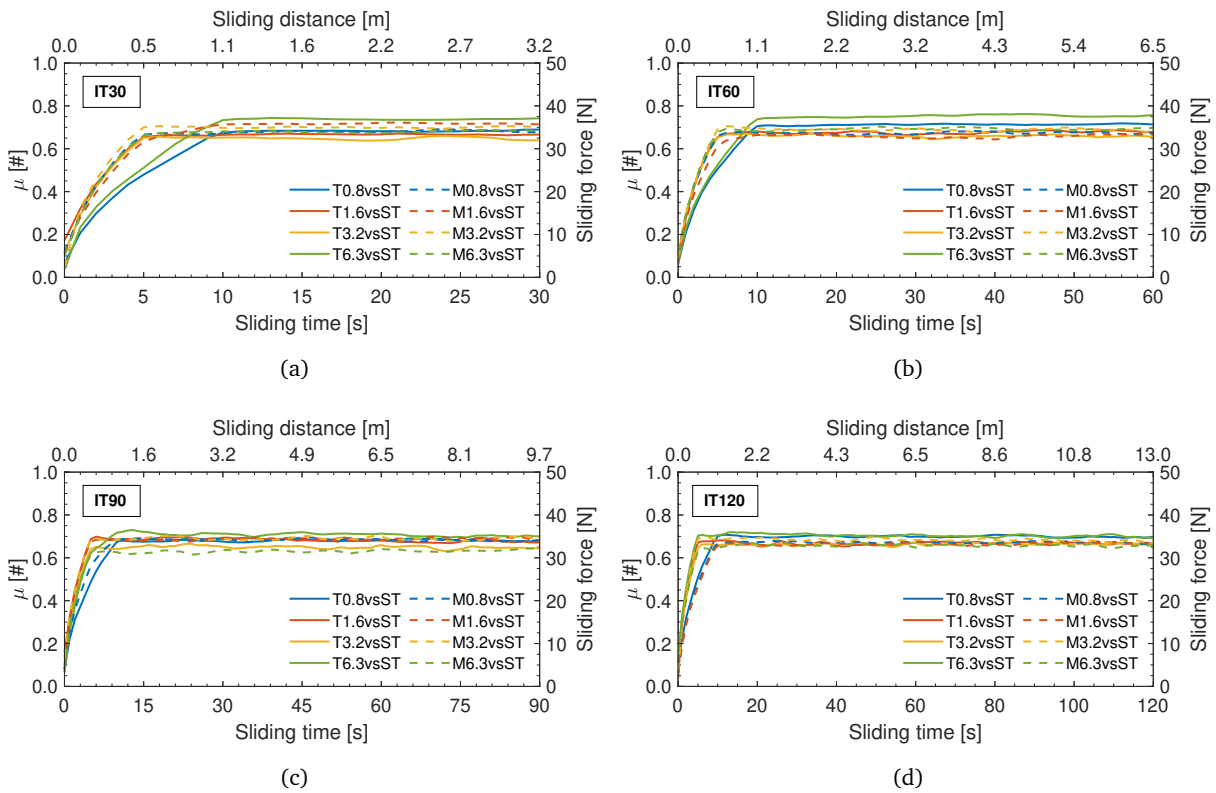 Sliding distance [m]
0.0 0.5 1.1 1.6 2.2 2.7 3.2
1.0 0.8 0.6 0.4 0.2 0.0
μ [#]
IT30
50 40 30 20 10 0
Sliding force [N]
T0.8vsST M0.8vsST
T1.6vsST M1.6vsST
T3.2vsST M3.2vsST
T6.3vsST M6.3vsST
0 5 10 15 20 25 30
Sliding time [s]
(a)
Sliding distance [m]
0.0 1.1 2.2 3.2 4.3 5.4 6.5
1.0 0.8 0.6 0.4 0.2 0.0
μ [#]
IT60
50 40 30 20 10 0
Sliding force [N]
T0.8vsST M0.8vsST
T1.6vsST M1.6vsST
T3.2vsST M3.2vsST
T6.3vsST M6.3vsST
0 10 20 30 40 50 60
Sliding time [s]
(b)
Sliding distance [m]
0.0 1.6 3.2 4.9 6.5 8.1 9.7
1.0 0.8 0.6 0.4 0.2 0.0
μ [#]
IT90
50 40 30 20 10 0
Sliding force [N]
T0.8vsST M0.8vsST
T1.6vsST M1.6vsST
T3.2vsST M3.2vsST
T6.3vsST M6.3vsST
0 15 30 45 60 75 90
Sliding time [s]
(c)
Sliding distance [m]
0.0 2.2 4.3 6.5 8.6 10.8 13.0
1.0 0.8 0.6 0.4 0.2 0.0
μ [#]
IT120
50 40 30 20 10 0
Sliding force [N]
T0.8vsST M0.8vsST
T1.6vsST M1.6vsST
T3.2vsST M3.2vsST
T6.3vsST M6.3vsST
0 20 40 60 80 100 120
Sliding time [s]
(d)